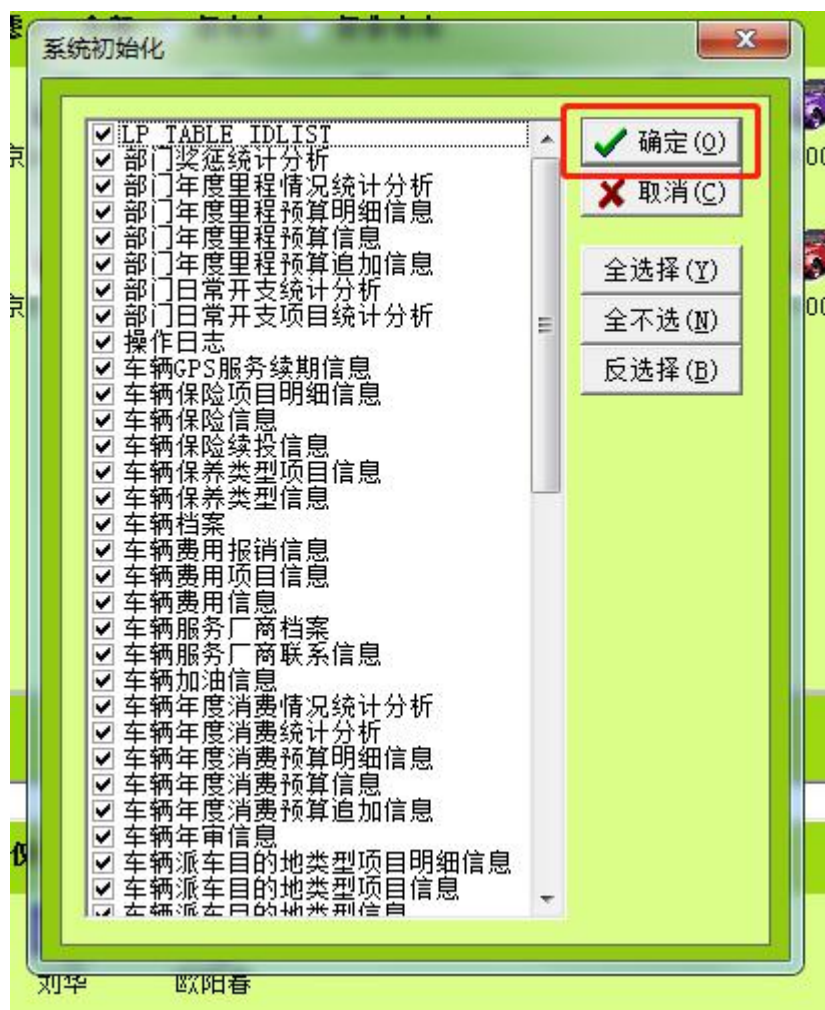 系统初始化
LP_TABLE_IDLIST
部门奖惩统计分析
部门年度里程情况统计分析
部门年度里程预算明细信息
部门年度里程预算信息
部门年度里程预算追加信息
部门日常开支统计分析
部门日常开支项目统计分析
操作日志
车辆GPS服务续期信息
车辆保险项目明细信息
车辆保险信息
车辆保险续投信息
车辆保养类型项目信息
车辆保养类型信息
车辆档案
车辆费用报销信息
车辆费用项目信息
车辆费用信息
车辆服务厂商档案
车辆服务厂商联系信息
车辆加油信息
车辆年度消费情况统计分析
车辆年度消费统计分析
车辆年度消费预算明细信息
车辆年度消费预算信息
车辆年度消费预算追加信息
车辆年审信息
车辆派车目的地类型项目明细信息
车辆派车目的地类型项目信息
车辆派车目的地类型信息
确定(O)
取消(C)
全选择(Y)
全不选(N)
反选择(B)
京
京
00
00
刘华
欧阳春